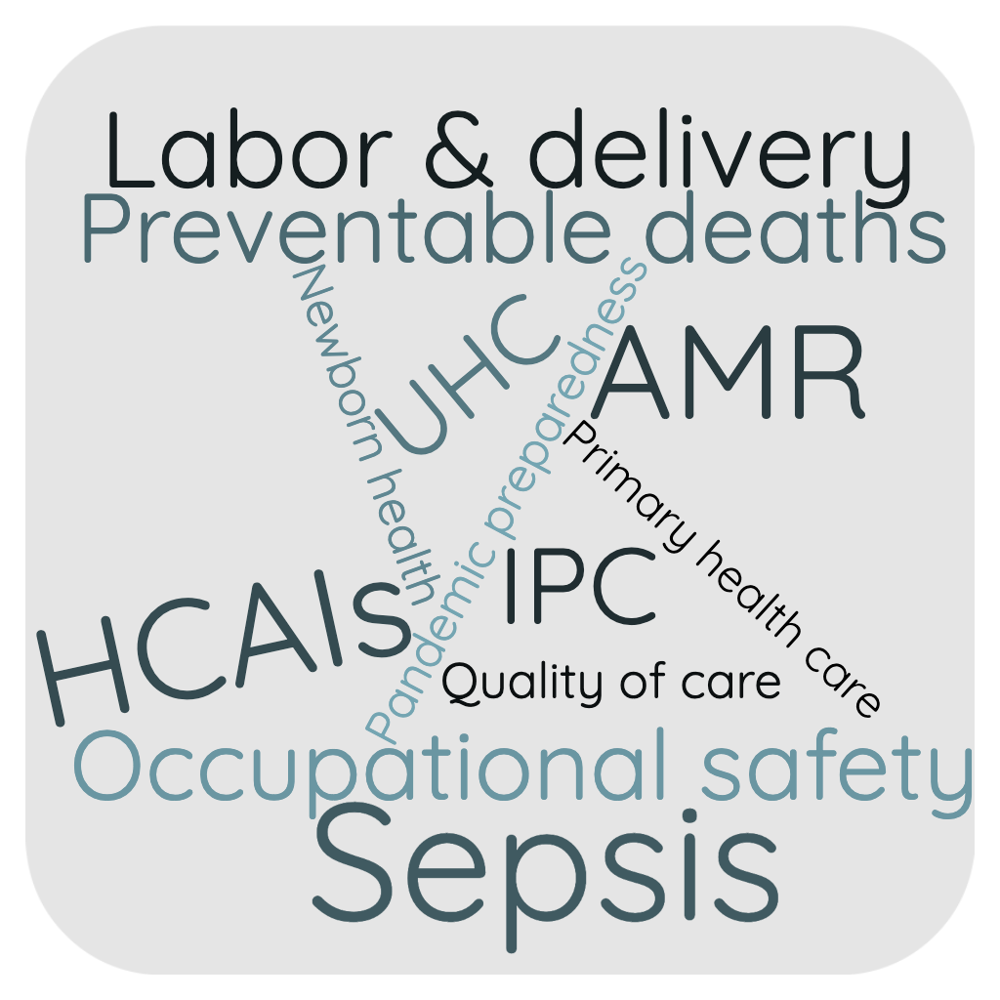 Labor & delivery
Preventable deaths
Newborn health
UHC
Pandemic preparedness
AMR
Primary health care
IPC
HCAIs
Quality of care
Occupational safety
Sepsis